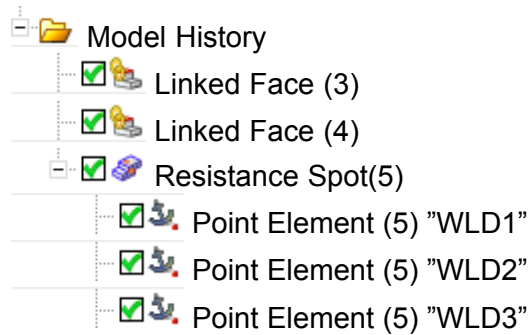 Model History
Linked Face (3)
Linked Face (4)
Resistance Spot(5)
Point Element (5) ”WLD1”
Point Element (5) ”WLD2”
Point Element (5) ”WLD3”